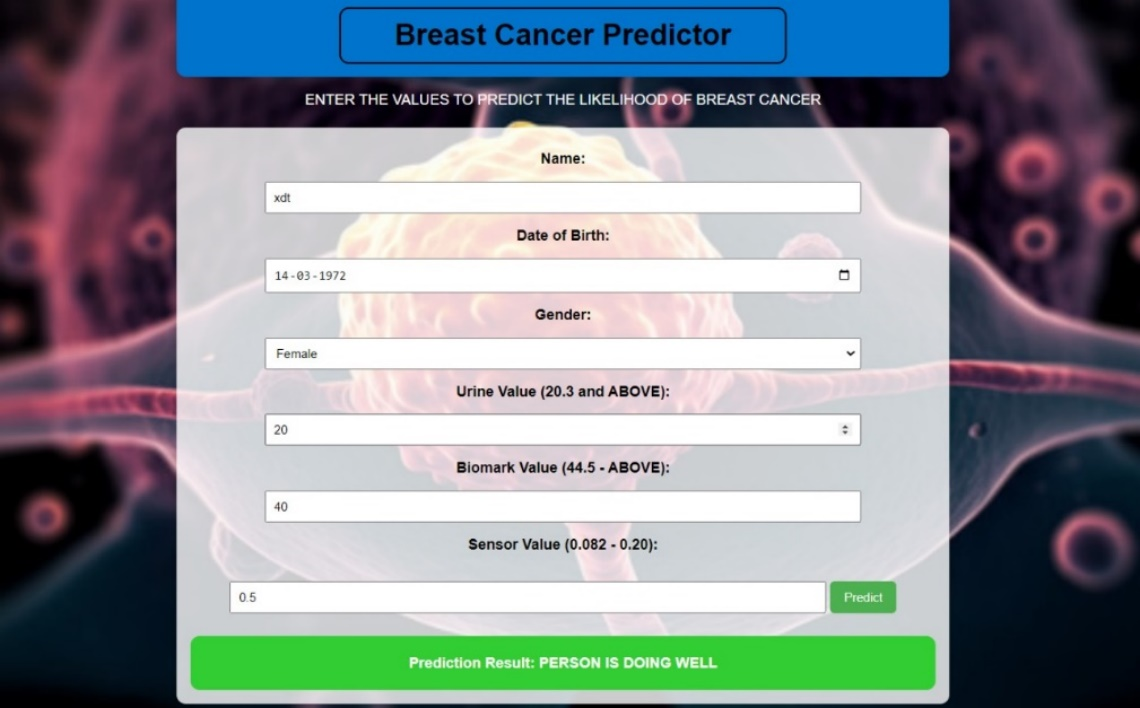 Breast Cancer Predictor
ENTER THE VALUES TO PREDICT THE LIKELIHOOD OF BREAST CANCER
Name:
xdt
Date of Birth:
14-03-1972
Gender:
Female
Urine Value (20.3 and ABOVE):
20
Biomark Value (44.5 - ABOVE):
40
Sensor Value (0.082 - 0.20):
0.5 Predict
Prediction Result: PERSON IS DOING WELL